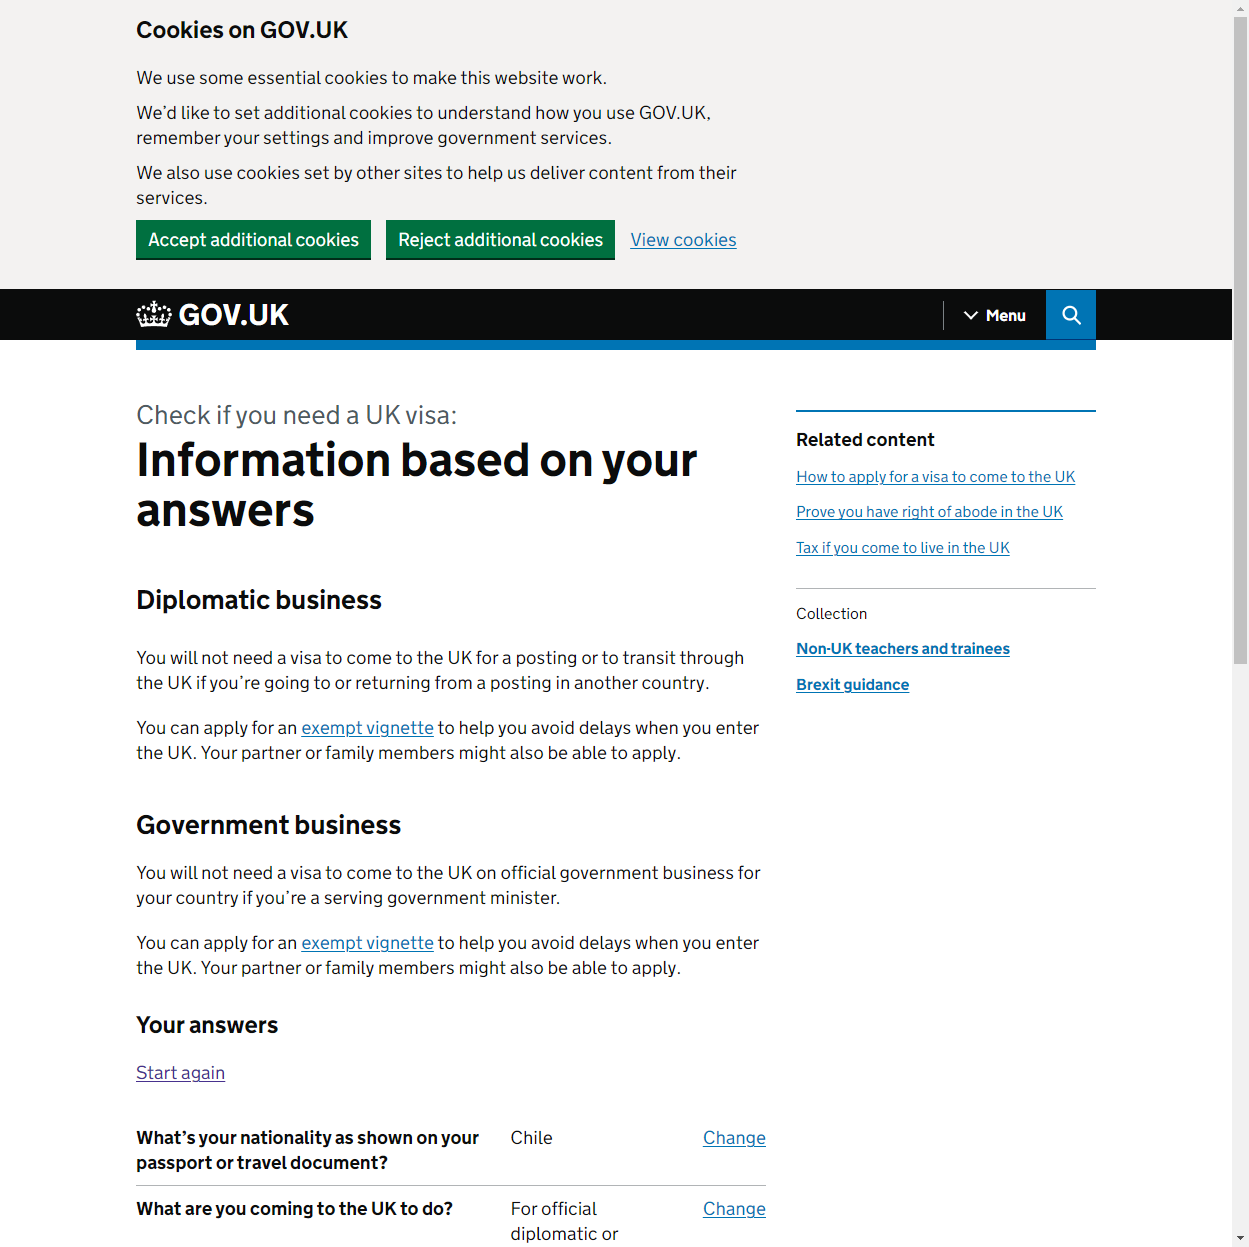 Cookies on GOV.UK
We use some essential cookies to make this website work.
We’d like to set additional cookies to understand how you use GOV.UK,
remember your settings and improve government services.
We also use cookies set by other sites to help us deliver content from their
services.
Accept additional cookies
Reject additional cookies
View cookies
GOV.UK
Menu
Check if you need a UK visa:
Information based on your
answers
Diplomatic business
You will not need a visa to come to the UK for a posting or to transit through
the UK if you’re going to or returning from a posting in another country.
You can apply for an exempt vignette to help you avoid delays when you enter
the UK. Your partner or family members might also be able to apply.
Government business
You will not need a visa to come to the UK on official government business for
your country if you’re a serving government minister.
You can apply for an exempt vignette to help you avoid delays when you enter
the UK. Your partner or family members might also be able to apply.
Your answers
Start again
What’s your nationality as shown on your
passport or travel document?
Chile
Change
What are you coming to the UK to do?
For official
diplomatic or
Change
Related content
How to apply for a visa to come to the UK
Prove you have right of abode in the UK
Tax if you come to live in the UK
Collection
Non-UK teachers and trainees
Brexit guidance